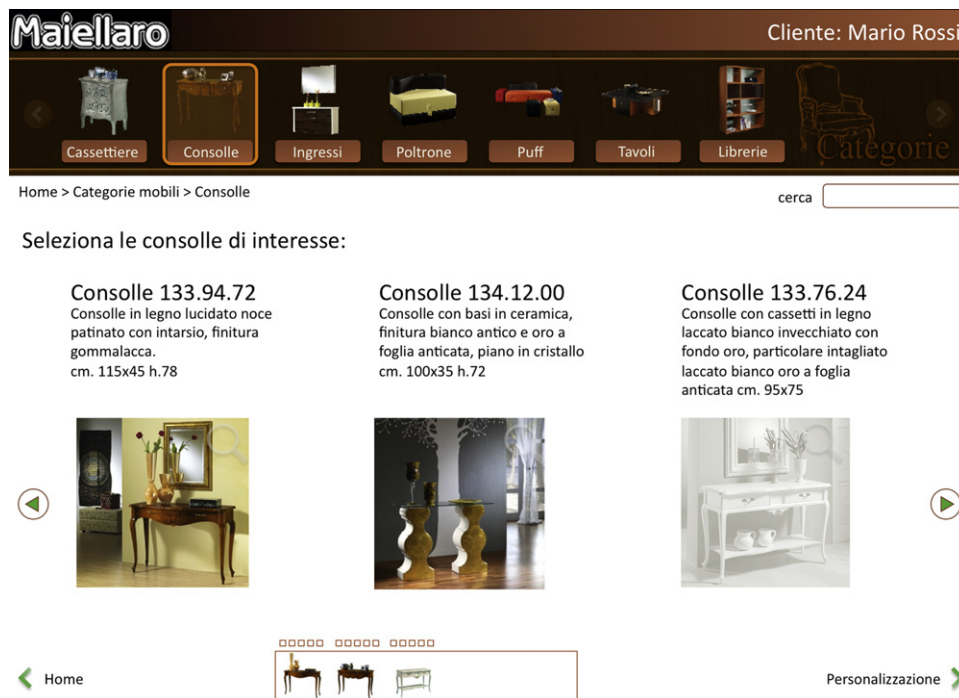 Maiellaro
Cliente: Mario Rossi
Cassettiere
Consolle
Ingressi
Poltrone
Puff
Tavoli
Librerie
Categorie
Home > Categorie mobili > Consolle
cerca
Seleziona le consolle di interesse:
Consolle 133.94.72
Consolle in legno lucidato noce
patinato con intarsio, finitura
gommalacca.
cm. 115x45 h.78
Consolle 134.12.00
Consolle con basi in ceramica,
finitura bianco antico e oro a
foglia anticata, piano in cristallo
cm. 100x35 h.72
Consolle 133.76.24
Consolle con cassetti in legno
laccato bianco invecchiato con
fondo oro, particolare intagliato
laccato bianco oro a foglia
anticata cm. 95x75
Home
Personalizzazione